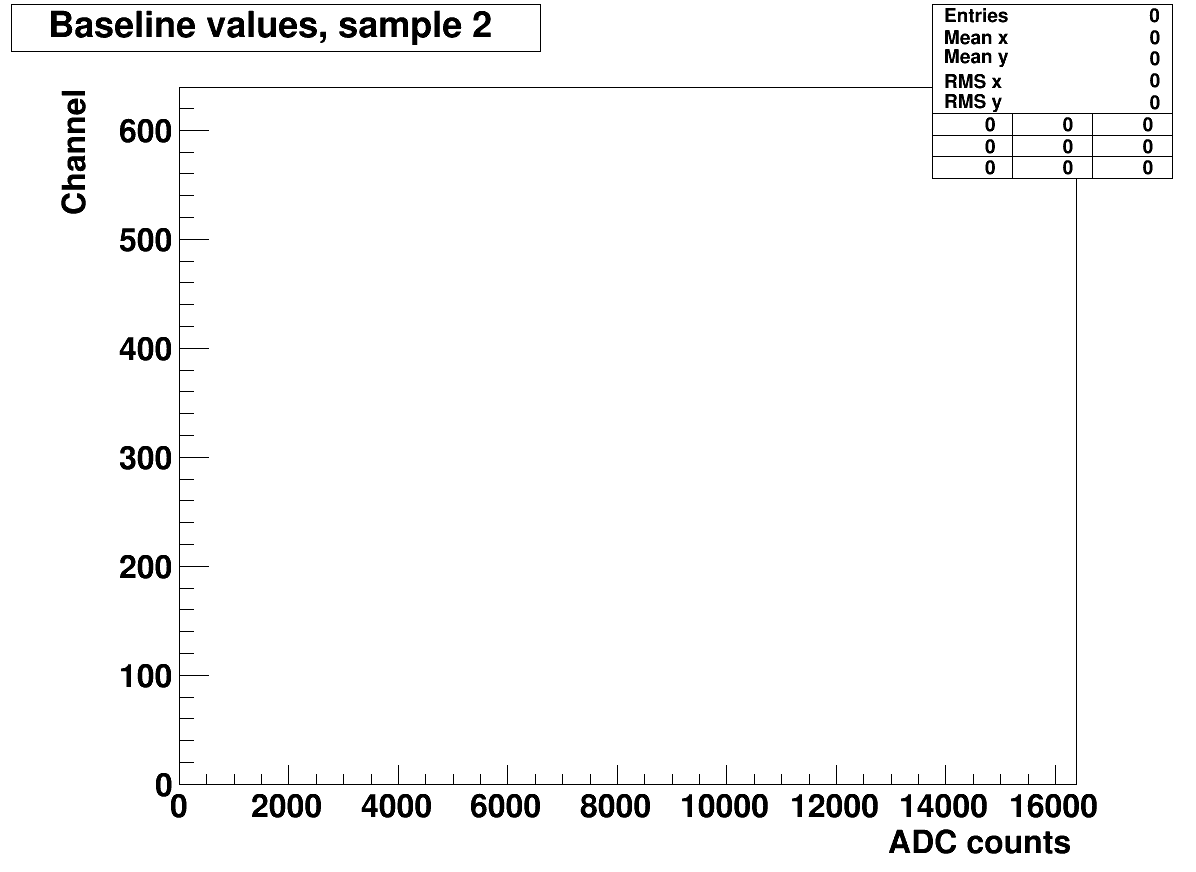 Baseline values, sample 2
Entries 0
Mean x 0
Mean y 0
RMS x 0
RMS y 0
0 0 0
0 0 0
0 0 0
Channel
600
500
400
300
200
100
0
0 2000 4000 6000 8000 10000 12000 14000 16000
ADC counts